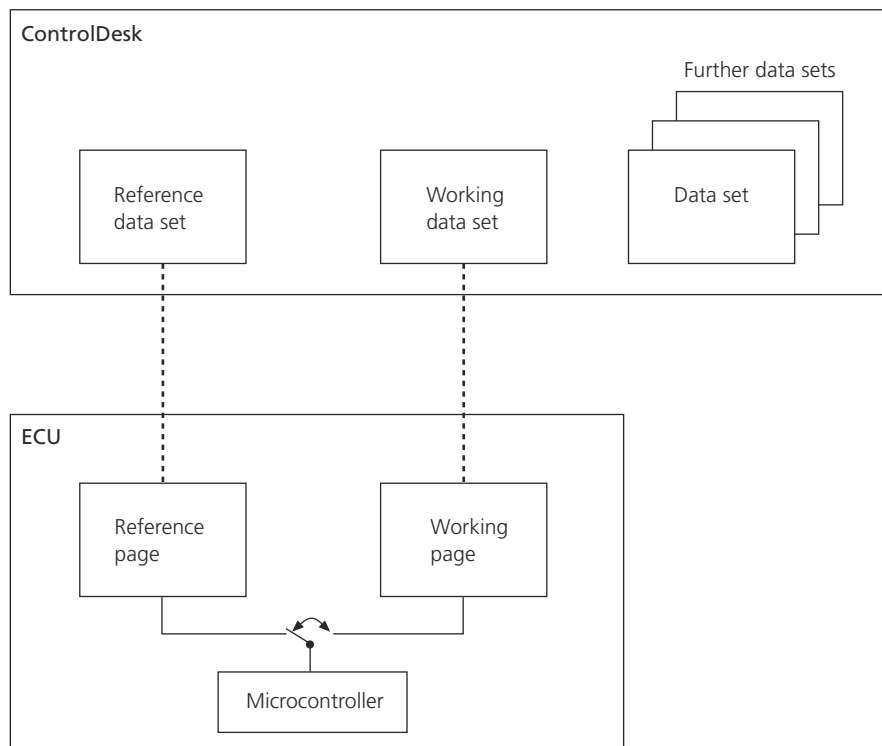 ControlDesk
Further data sets
Reference
data set
Working
data set
Data set
ECU
Reference
page
Working
page
Microcontroller